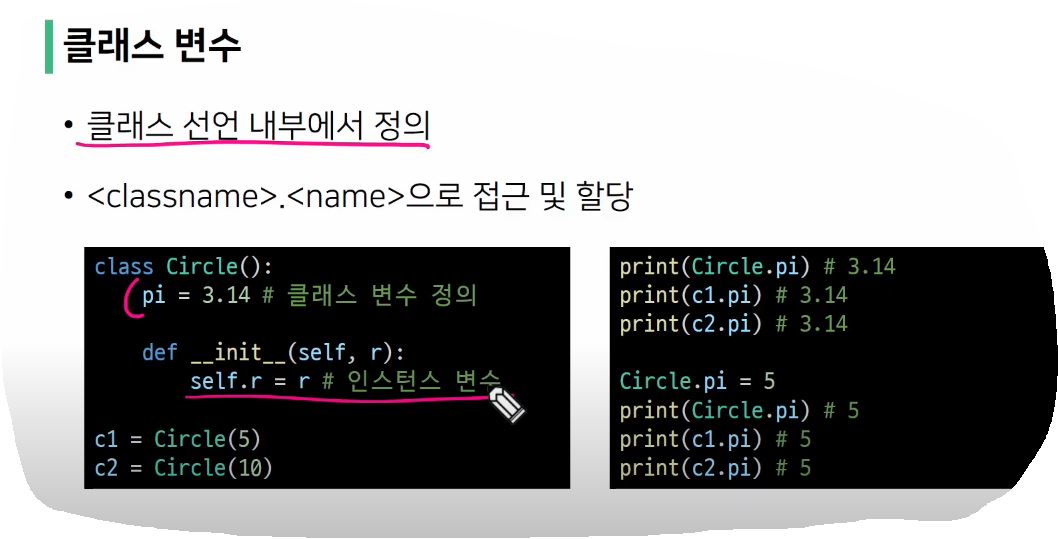 클래스 변수
• 클래스 선언 내부에서 정의
• <classname>.<name>으로 접근 및 할당
class Circle():
    pi = 3.14 # 클래스 변수 정의
    def __init__(self, r):
        self.r = r # 인스턴스 변수
c1 = Circle(5)
c2 = Circle(10)
print(Circle.pi) # 3.14
print(c1.pi) # 3.14
print(c2.pi) # 3.14
Circle.pi = 5
print(Circle.pi) # 5
print(c1.pi) # 5
print(c2.pi) # 5